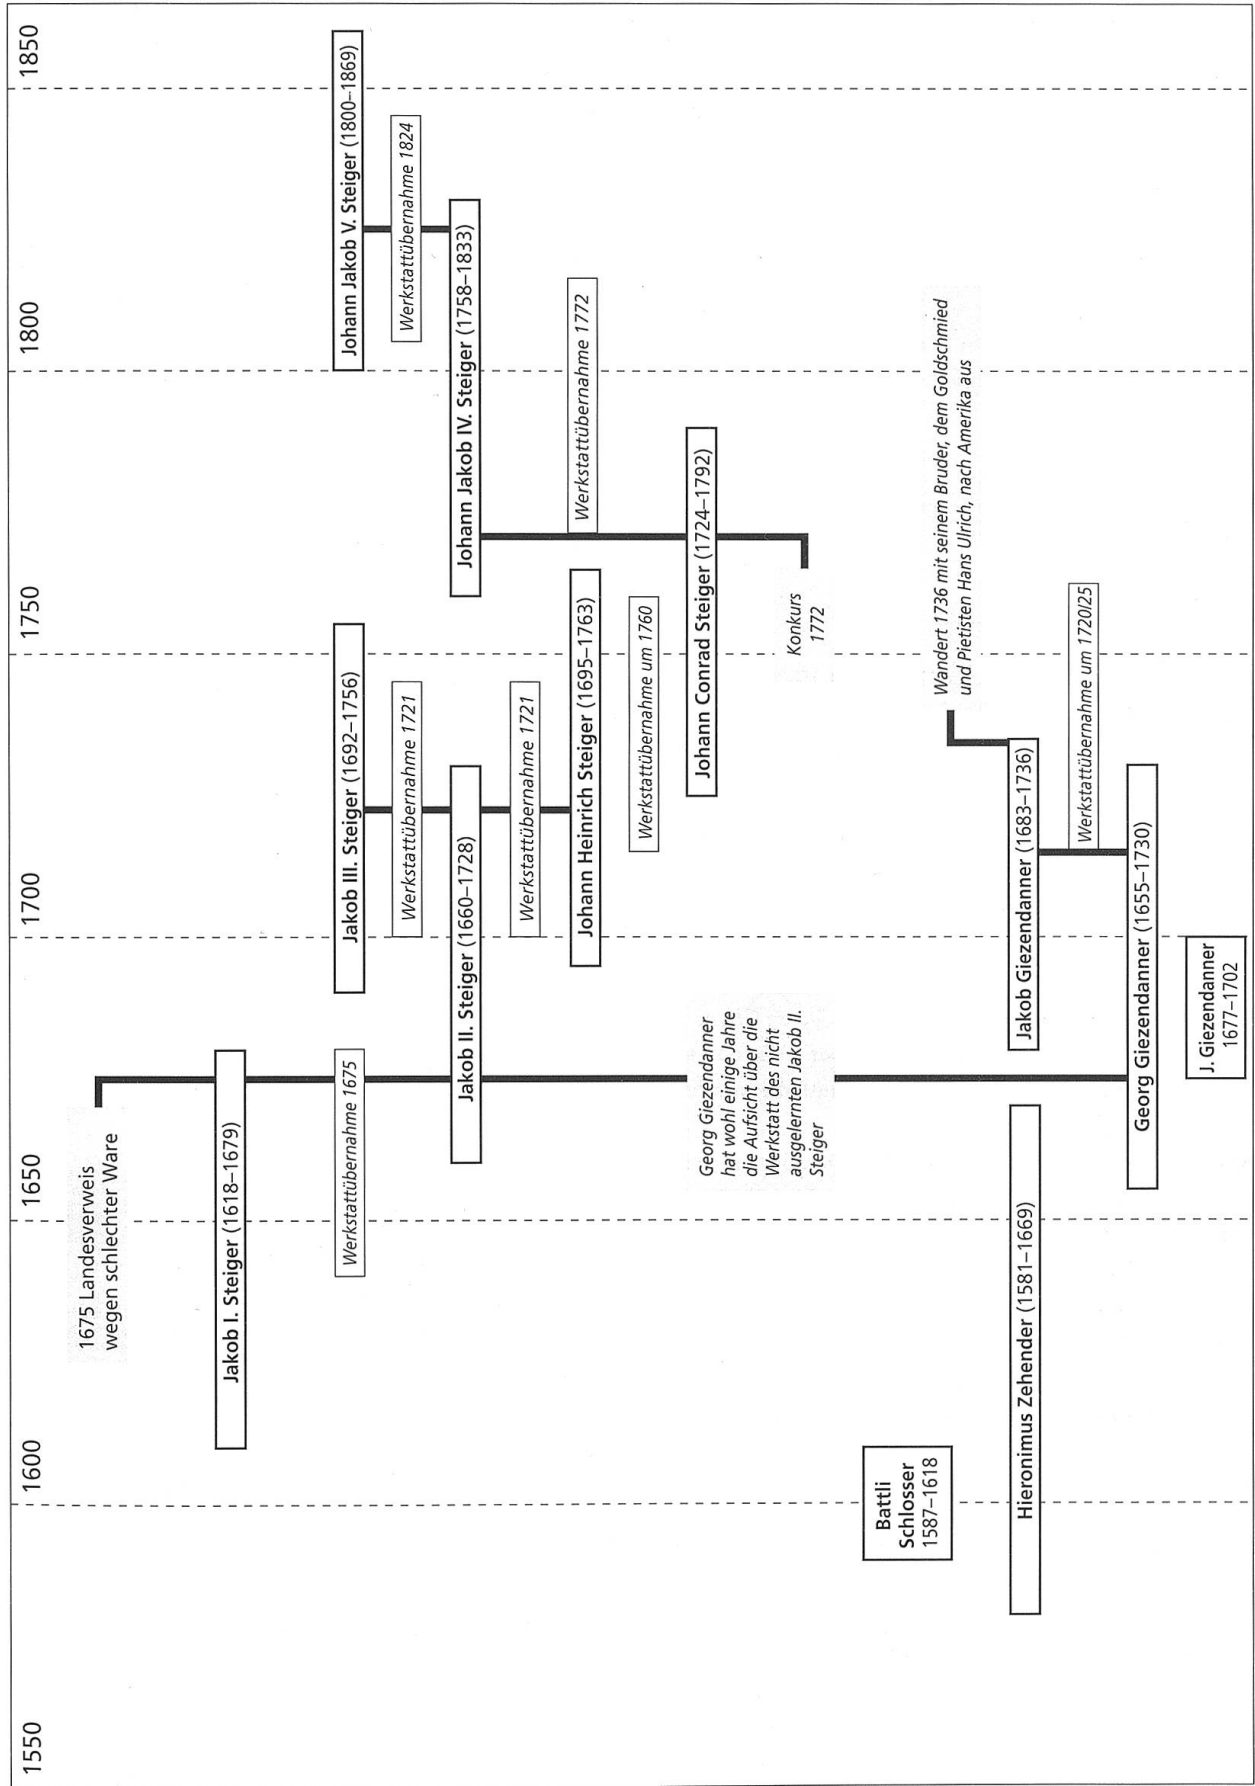 1550
1600
1650
1700
1750
1800
1850
1675 Landesverweis
wegen schlechter Ware
Jakob I. Steiger (1618–1679)
Werkstattübernahme 1675
Jakob III. Steiger (1692–1756)
Johann Jakob V. Steiger (1800–1869)
Werkstattübernahme 1721
Werkstattübernahme 1824
Jakob II. Steiger (1660–1728)
Johann Jakob IV. Steiger (1758–1833)
Werkstattübernahme 1721
Johann Heinrich Steiger (1695–1763)
Werkstattübernahme 1772
Werkstattübernahme um 1760
Georg Giezendanner
hat wohl einige Jahre
die Aufsicht über die
Werkstatt des nicht
ausgelernten Jakob II.
Steiger
Johann Conrad Steiger (1724–1792)
Konkurs
1772
Battli
Schlosser
1587–1618
Wandert 1736 mit seinem Bruder, dem Goldschmied
und Pietisten Hans Ulrich, nach Amerika aus
Hieronimus Zehender (1581–1669)
Jakob Giezendanner (1683–1736)
Werkstattübernahme um 1720/25
Georg Giezendanner (1655–1730)
J. Giezendanner
1677–1702